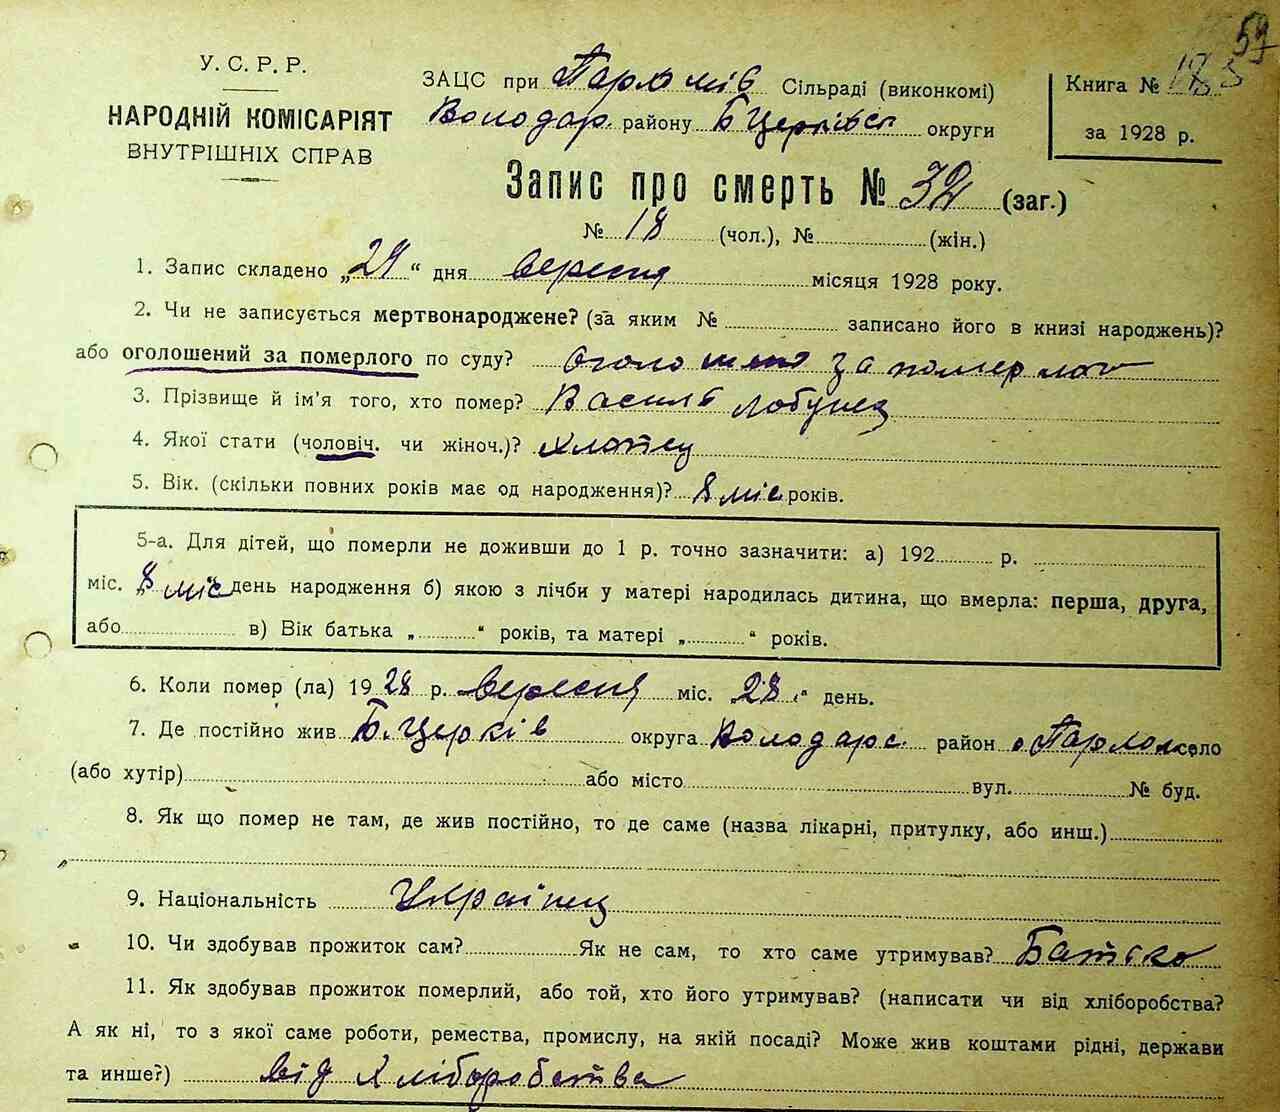 У. С. Р. Р.
НАРОДНІЙ КОМІСАРІЯТ
ВНУТРІШНІХ СПРАВ
ЗАЦС при Сільраді (виконкомі)
Володар. району Б Церківсь округи
Книга №
за 1928 р.
59
Запис про смерть № 32 (заг.)
№ 18 (чол.), № (жін.)
1. Запис складено „29“ дня вересня місяця 1928 року.
2. Чи не записується мертвонароджене? (за яким № записано його в книзі народжень)?
або оголошений за померлого по суду? за померлого
3. Прізвище й ім'я того, хто помер? Василь Лобунец
4. Якої стати (чоловіч. чи жіноч.)? Хлопец
5. Вік. (скільки повних років має од народження)? 8 міс років.
5-а. Для дітей, що померли не доживши до 1 р. точно зазначити: а) 192 р.
міс. „8 міс“ день народження б) якою з лічби у матері народилась дитина, що вмерла: перша, друга,
або в) Вік батька „ “ років, та матері „ “ років.
6. Коли помер (ла) 1928 р. вересня міс. „28“ день.
7. Де постійно жив Б. Церків округа Володарс. район село
(або хутір) або місто вул. № буд.
8. Як що помер не там, де жив постійно, то де саме (назва лікарні, притулку, або инш.)
9. Національність Українец
10. Чи здобував прожиток сам? Як не сам, то хто саме утримував? Батько
11. Як здобував прожиток померлий, або той, хто його утримував? (написати чи від хліборобства?
А як ні, то з якої саме роботи, ремества, промислу, на якій посаді? Може жив коштами рідні, держави
та инше?) від Хліборобства